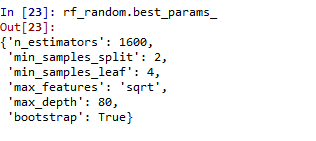 In [23]: rf_random.best_params_
Out[23]:
{'n_estimators': 1600,
 'min_samples_split': 2,
 'min_samples_leaf': 4,
 'max_features': 'sqrt',
 'max_depth': 80,
 'bootstrap': True}